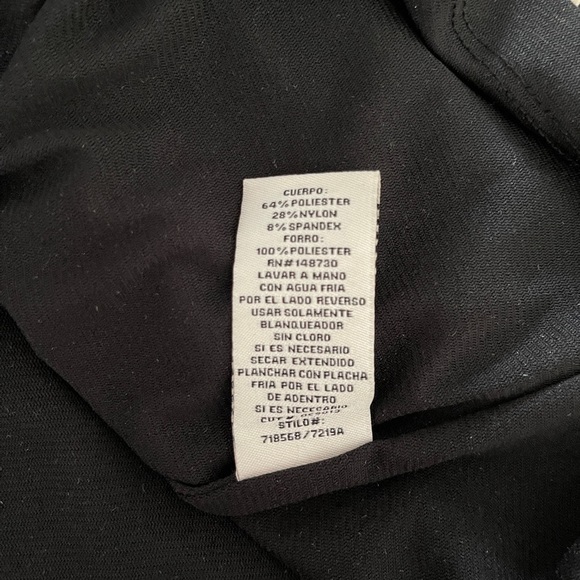 CUERPO:
64% POLIESTER
28% NYLON
8% SPANDEX
FORRO:
100% POLIESTER
RN#148730
LAVAR A MANO
CON AGUA FRIA
POR EL LADO REVERSO
USAR SOLAMENTE
BLANQUEADOR
SIN CLORO
SI ES NECESARIO
SECAR EXTENDIDO
PLANCHAR CON PLACHA
FRIA POR EL LADO
DE ADENTRO
SI ES NECESARIO
STILO#:
718568/7219A